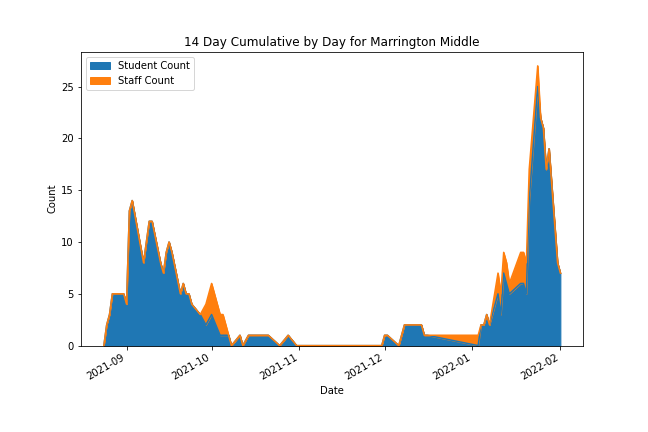 14 Day Cumulative by Day for Marrington Middle
Student Count
Staff Count
25
20
15
10
5
0
Count
2021-09
2021-10
2021-11
2021-12
2022-01
2022-02
Date